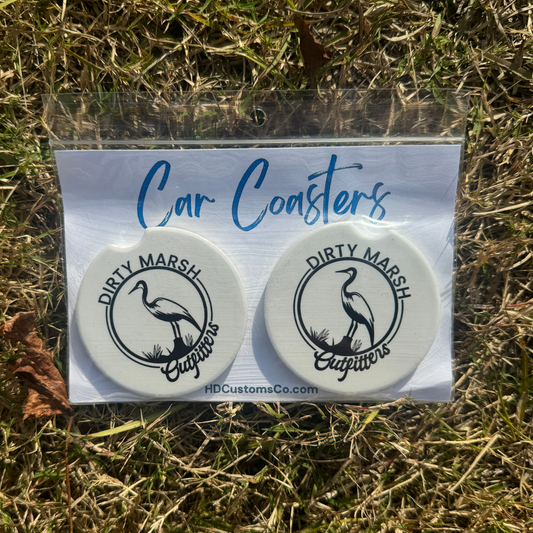 Car Coasters
DIRTY MARSH
Outfitters
DIRTY MARSH
Outfitters
HDCustomsCo.com